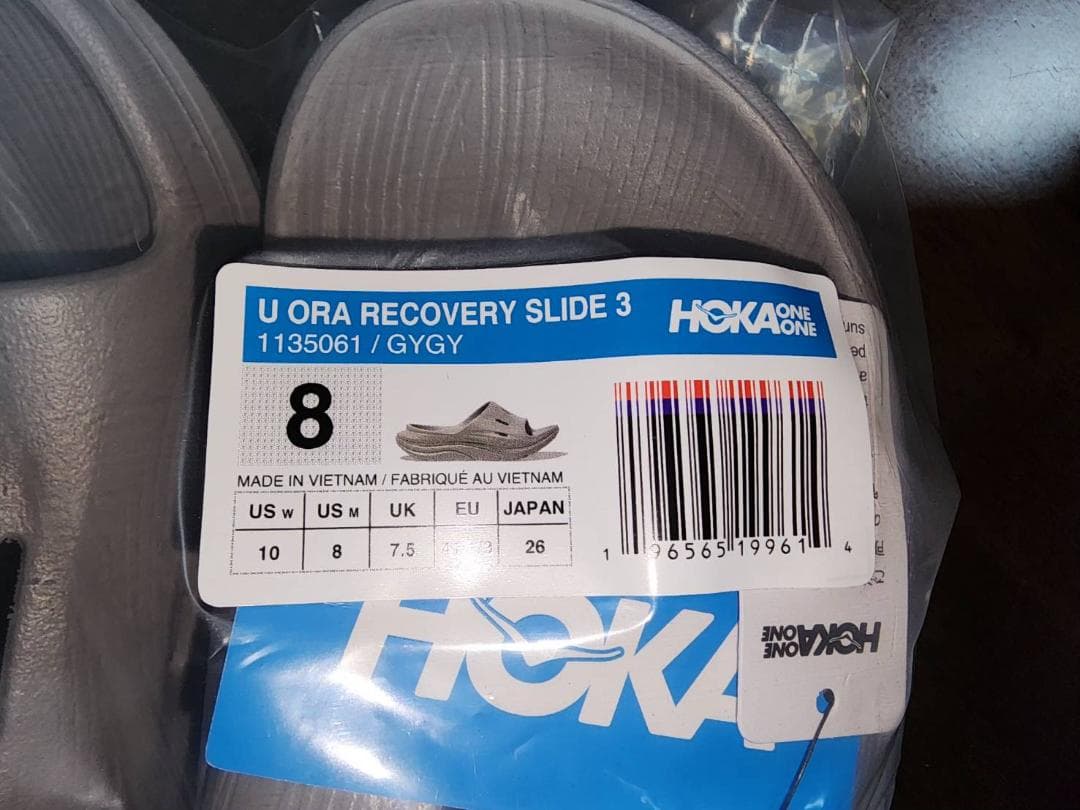 U ORA RECOVERY SLIDE 3
1135061 / GYGY
HOKA ONE ONE
8
MADE IN VIETNAM / FABRIQUÉ AU VIETNAM
US W US M UK EU JAPAN
10 8 7.5 26
1 96565 19961 4
HOKA
HOKA ONE ONE